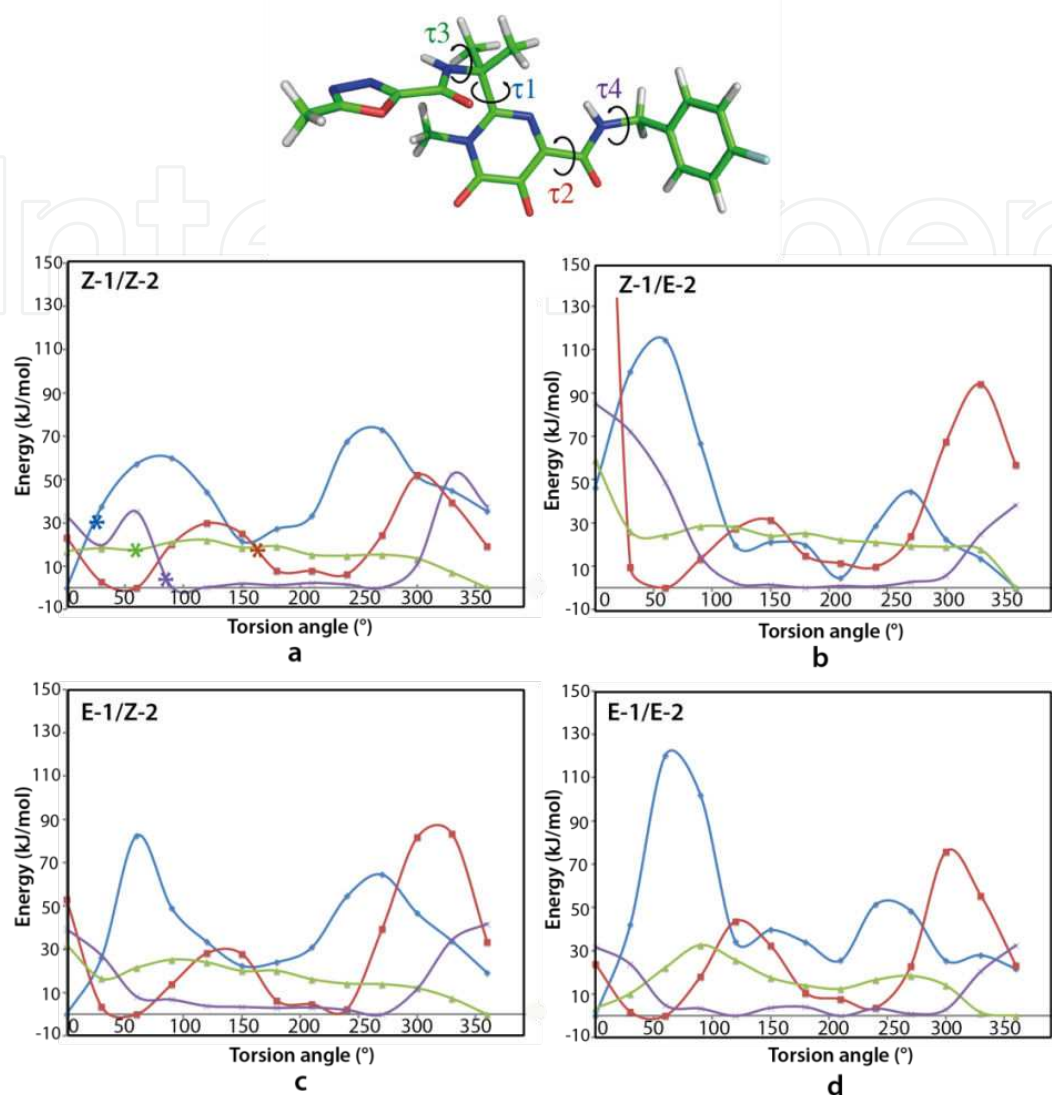 τ3
τ1
τ4
τ2
150
Z-1/Z-2
130
110
90
70
50
30
10
-10
Energy (kJ/mol)
0 50 100 150 200 250 300 350
Torsion angle (°)
a
150
Z-1/E-2
130
110
90
70
50
30
10
-10
Energy (kJ/mol)
0 50 100 150 200 250 300 350
Torsion angle (°)
b
150
E-1/Z-2
130
110
90
70
50
30
10
-10
Energy (kJ/mol)
0 50 100 150 200 250 300 350
Torsion angle (°)
c
150
E-1/E-2
130
110
90
70
50
30
10
-10
Energy (kJ/mol)
0 50 100 150 200 250 300 350
Torsion angle (°)
d